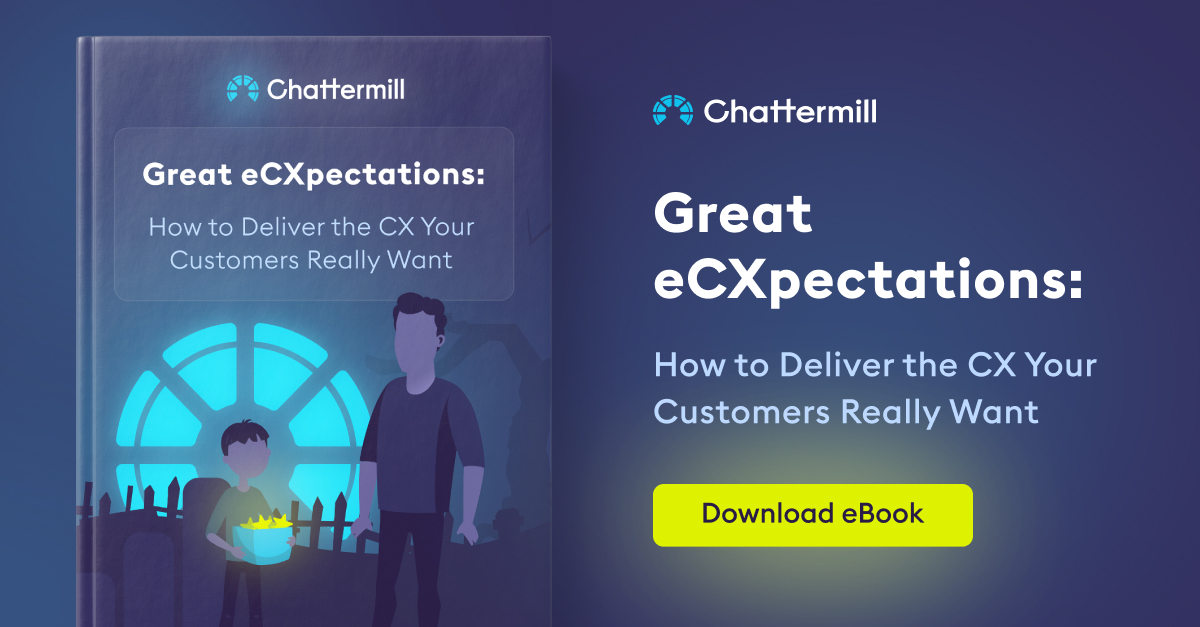 Chattermill
Great eCXpectations:
How to Deliver the CX Your
Customers Really Want
Chattermill
Great
eCXpectations:
How to Deliver the CX Your
Customers Really Want
Download eBook